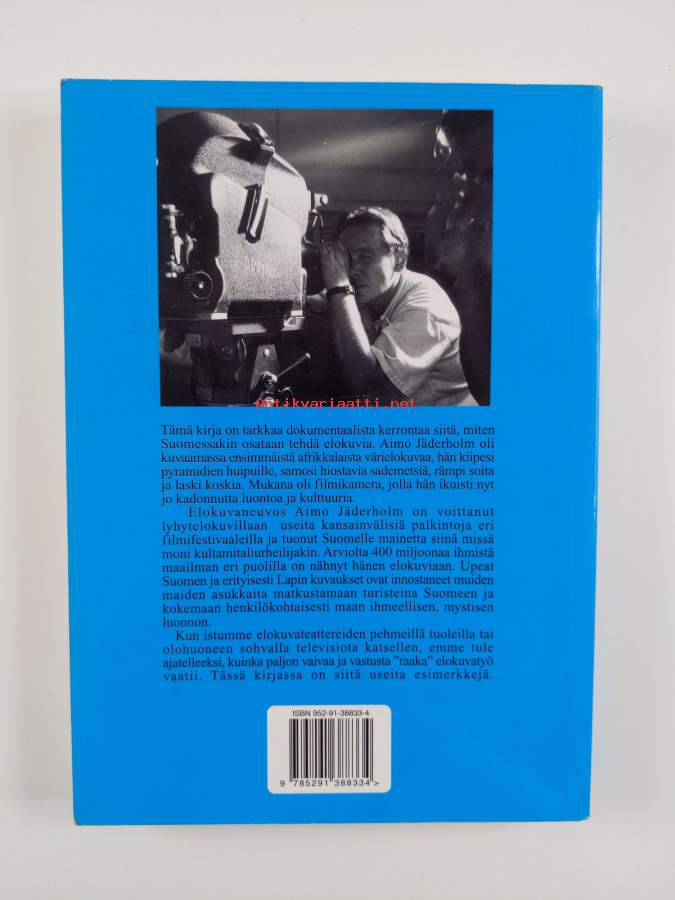 ARRIFLEX
antikvariaatti.net
Tämä kirja on tarkkaa dokumentaalista kerrontaa siitä, miten
Suomessakin osataan tehdä elokuvia. Aimo Jäderholm oli
kuvaamassa ensimmäistä afrikkalaista värielokuvaa, hän kiipesi
pyramidien huipuille, samosi hiostavia sademetsiä, rämpi soita
ja laski koskia. Mukana oli filmikamera, jolla hän ikuisti nyt
jo kadonnutta luontoa ja kulttuuria.
Elokuvaneuvos Aimo Jäderholm on voittanut
lyhytelokuvillaan useita kansainvälisiä palkintoja eri
filmifestivaaleilla ja tuonut Suomelle mainetta siinä missä
moni kultamitaliurheilijakin. Arviolta 400 miljoonaa ihmistä
maailman eri puolilla on nähnyt hänen elokuviaan. Upeat
Suomen ja erityisesti Lapin kuvaukset ovat innostaneet muiden
maiden asukkaita matkustamaan turisteina Suomeen ja
kokemaan henkilökohtaisesti maan ihmeellisen, mystisen
luonnon.
Kun istumme elokuvateattereiden pehmeillä tuoleilla tai
olohuoneen sohvalla televisiota katsellen, emme tule
ajatelleeksi, kuinka paljon vaivaa ja vastusta "raaka" elokuvatyö
vaatii. Tässä kirjassa on siitä useita esimerkkejä.
ISBN 952-91-38833-4
9 785291 388334 >